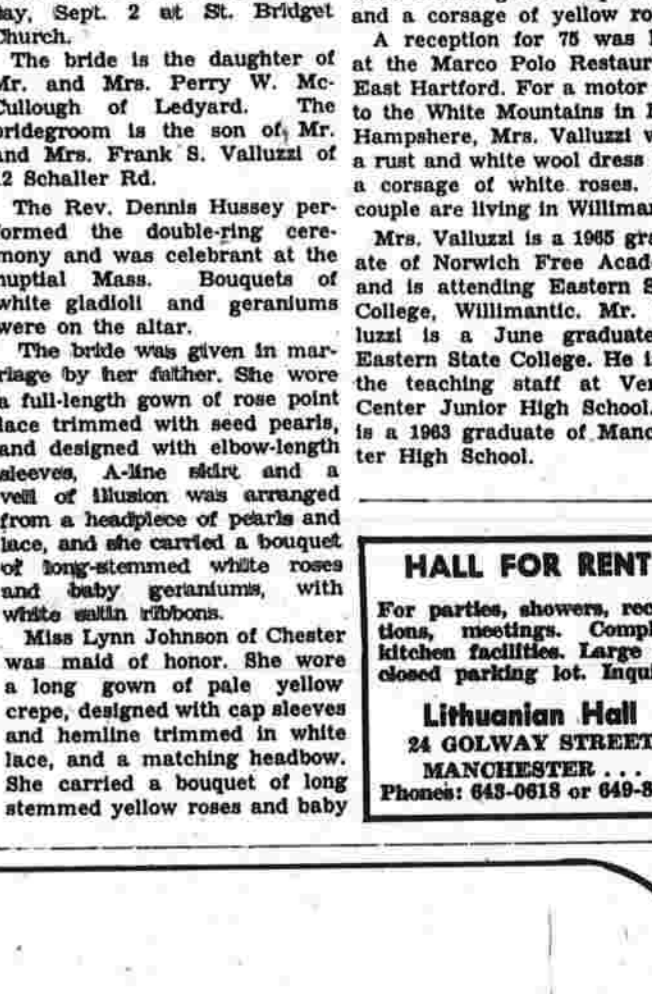 day, Sept. 2 at St. Bridget
Church.
The bride is the daughter of
Mr. and Mrs. Perry W. Mc-
Cullough of Ledyard. The
bridegroom is the son of Mr.
and Mrs. Frank S. Valluzzi of
12 Schaller Rd.
The Rev. Dennis Hussey per-
formed the double-ring cere-
mony and was celebrant at the
nuptial Mass. Bouquets of
white gladioli and geraniums
were on the altar.
The bride was given in mar-
riage by her father. She wore
a full-length gown of rose point
lace trimmed with seed pearls,
and designed with elbow-length
sleeves, A-line skirt and a
veil of illusion was arranged
from a headpiece of pearls and
lace, and she carried a bouquet
of long-stemmed white roses
and baby geraniums, with
white satin ribbons.
Miss Lynn Johnson of Chester
was maid of honor. She wore
a long gown of pale yellow
crepe, designed with cap sleeves
and hemline trimmed in white
lace, and a matching headbow.
She carried a bouquet of long
stemmed yellow roses and baby
and a corsage of yellow ro
A reception for 75 was
at the Marco Polo Restaur
East Hartford. For a motor
to the White Mountains in
Hampshere, Mrs. Valluzzi
a rust and white wool dress
a corsage of white roses.
couple are living in Willima
Mrs. Valluzzi is a 1965 gra
ate of Norwich Free Acad
and is attending Eastern S
College, Willimantic. Mr.
luzzi is a June graduate
Eastern State College. He i
the teaching staff at Ver
Center Junior High School.
is a 1963 graduate of Manc
ter High School.
HALL FOR RENT
For parties, showers, rec
tions, meetings. Compl
kitchen facilities. Large
closed parking lot. Inqui
Lithuanian Hall
24 GOLWAY STREET
MANCHESTER . . .
Phones: 643-0618 or 649-8